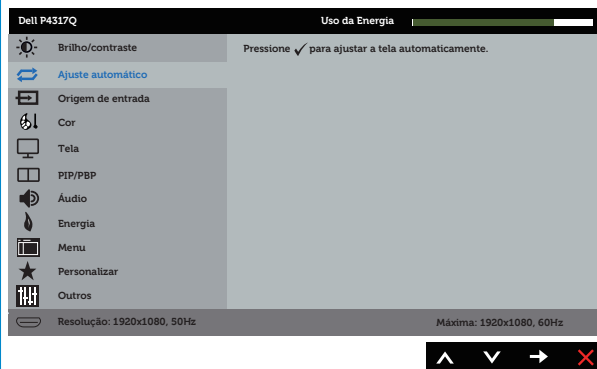 Dell P4317Q Uso da Energia
Brilho/contraste
Pressione ✓ para ajustar a tela automaticamente.
Ajuste automático
Origem de entrada
Cor
Tela
PIP/PBP
Áudio
Energia
Menu
Personalizar
Outros
Resolução: 1920x1080, 50Hz Máxima: 1920x1080, 60Hz